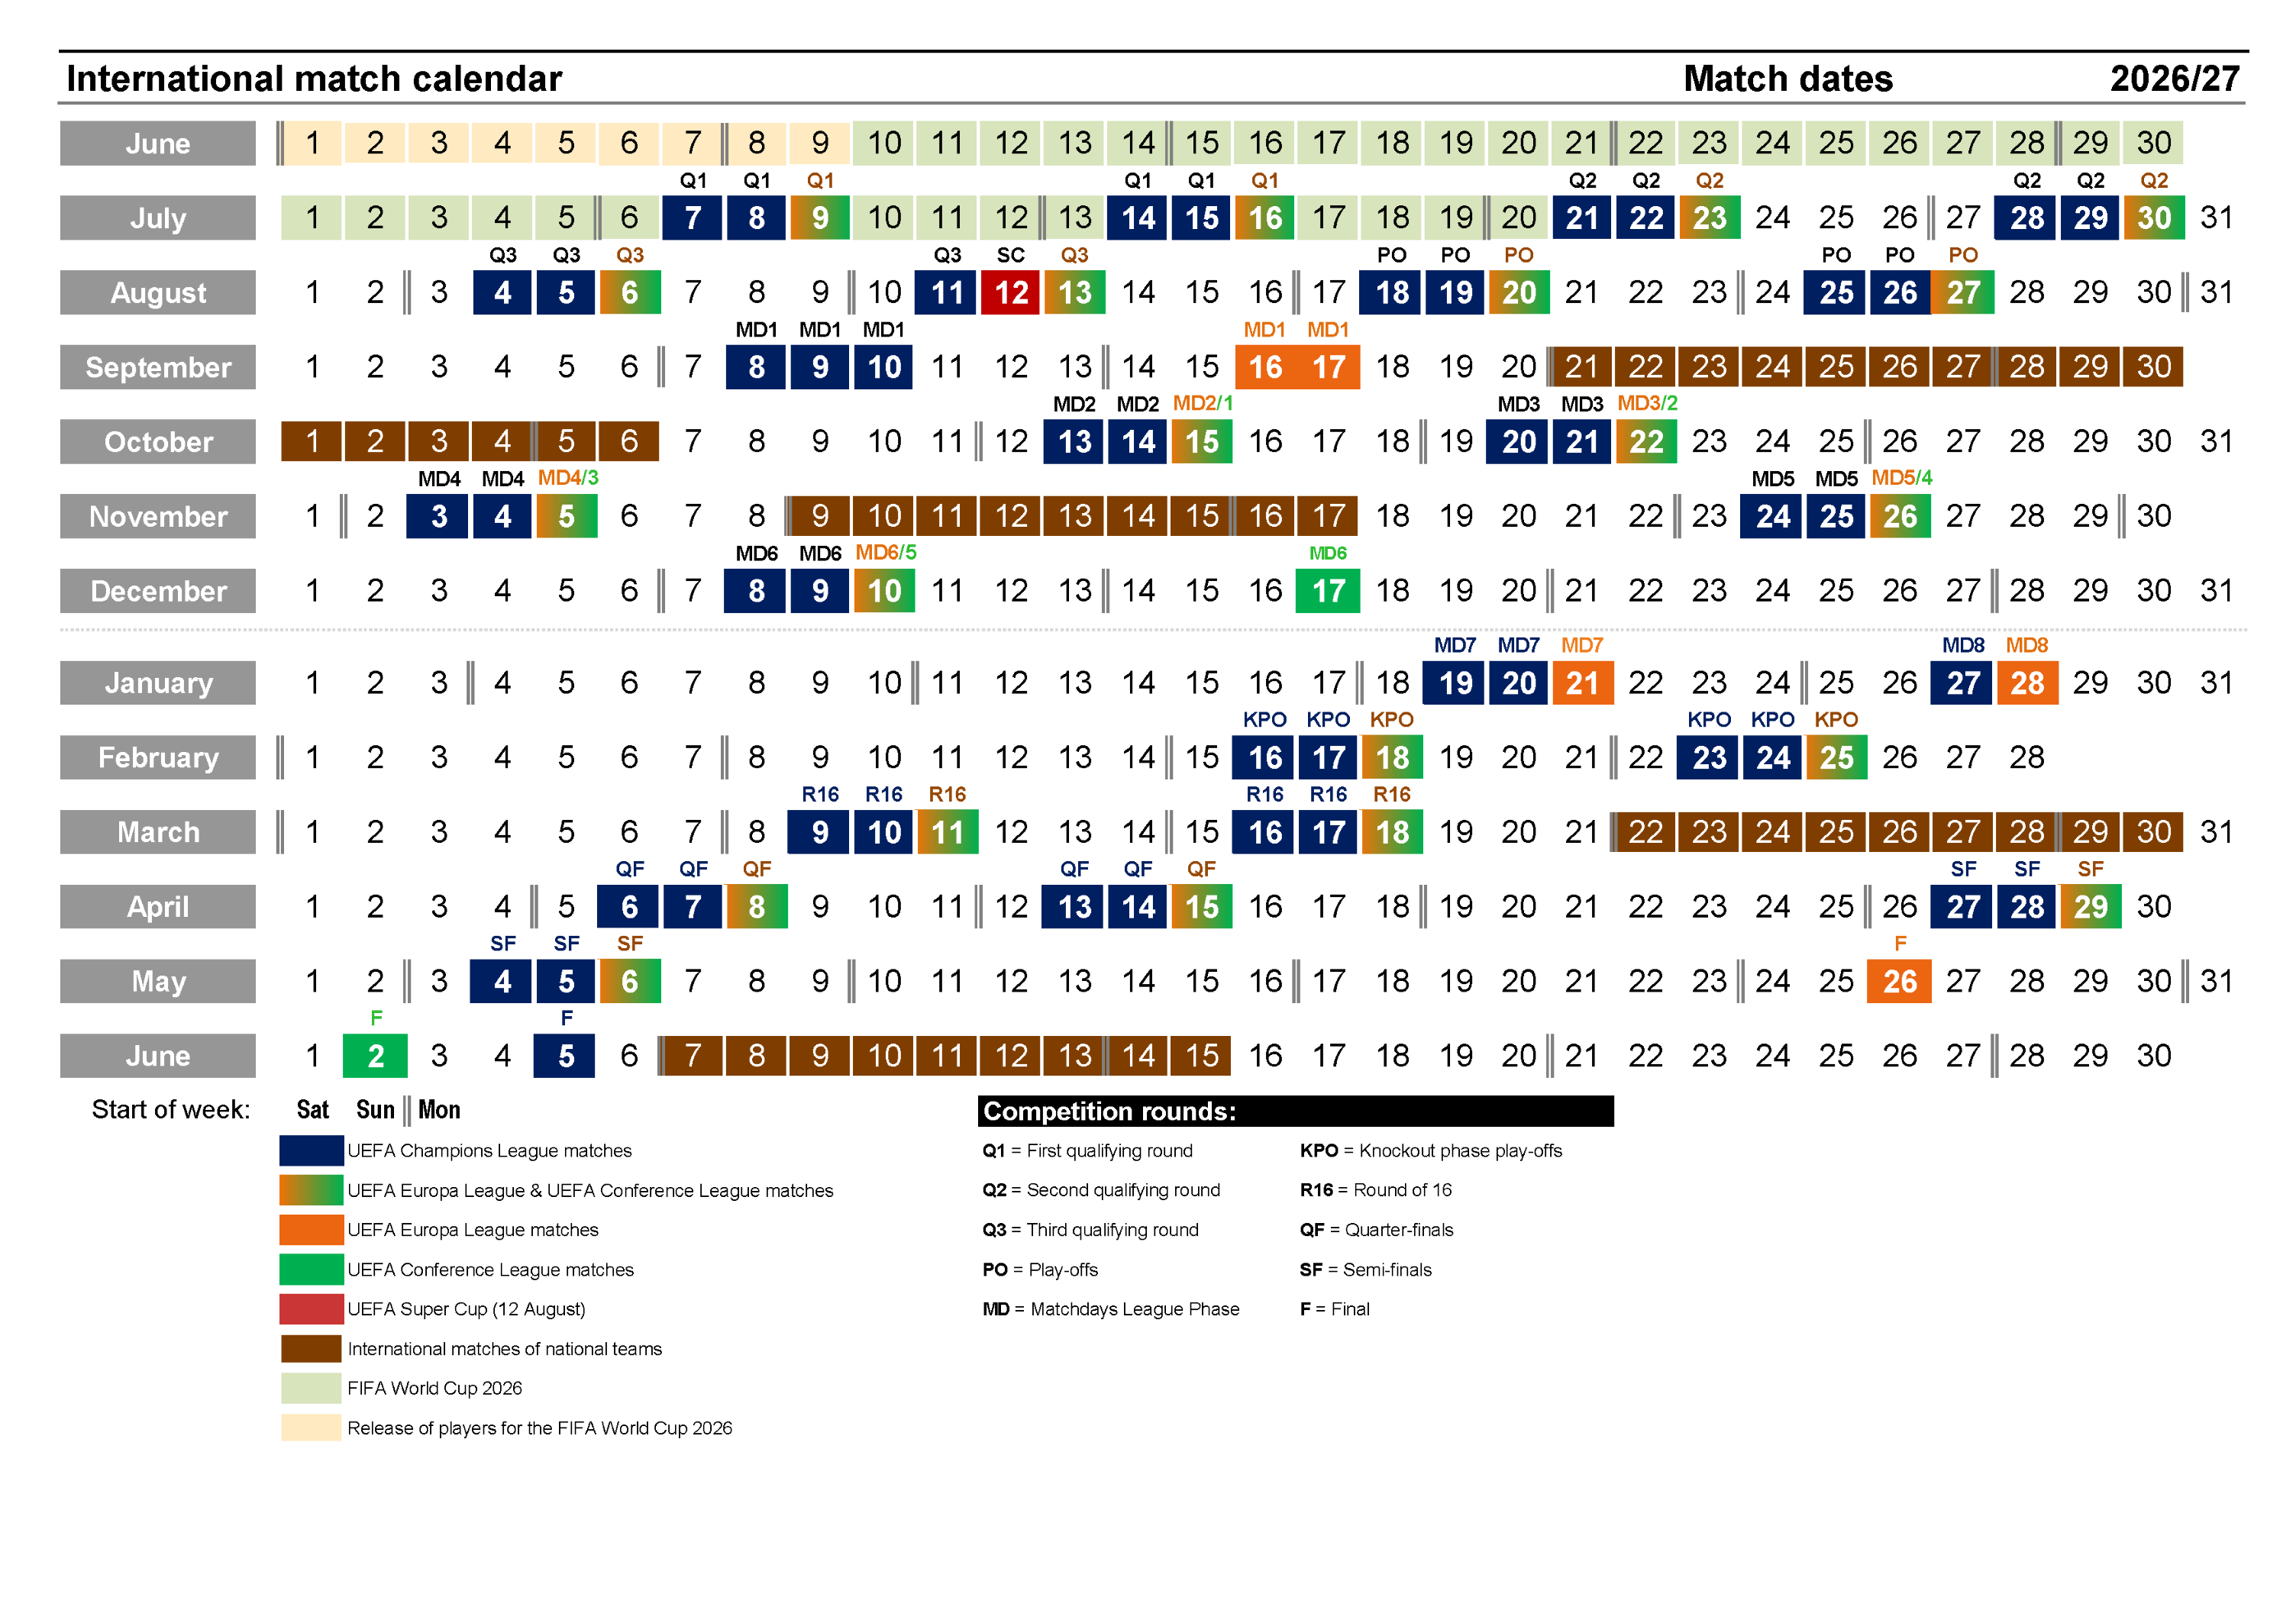 International match calendar Match dates 2026/27
June 1 2 3 4 5 6 7 8 9 10 11 12 13 14 15 16 17 18 19 20 21 22 23 24 25 26 27 28 29 30
Q1 Q1 Q1 Q1 Q1 Q1 Q2 Q2 Q2 Q2 Q2 Q2
July 1 2 3 4 5 6 7 8 9 10 11 12 13 14 15 16 17 18 19 20 21 22 23 24 25 26 27 28 29 30 31
Q3 Q3 Q3 Q3 SC Q3 PO PO PO PO PO PO
August 1 2 3 4 5 6 7 8 9 10 11 12 13 14 15 16 17 18 19 20 21 22 23 24 25 26 27 28 29 30 31
MD1 MD1 MD1 MD1 MD1
September 1 2 3 4 5 6 7 8 9 10 11 12 13 14 15 16 17 18 19 20 21 22 23 24 25 26 27 28 29 30
MD2 MD2 MD2/1 MD3 MD3 MD3/2
October 1 2 3 4 5 6 7 8 9 10 11 12 13 14 15 16 17 18 19 20 21 22 23 24 25 26 27 28 29 30 31
MD4 MD4 MD4/3 MD5 MD5 MD5/4
November 1 2 3 4 5 6 7 8 9 10 11 12 13 14 15 16 17 18 19 20 21 22 23 24 25 26 27 28 29 30
MD6 MD6 MD6/5 MD6
December 1 2 3 4 5 6 7 8 9 10 11 12 13 14 15 16 17 18 19 20 21 22 23 24 25 26 27 28 29 30 31
MD7 MD7 MD7 MD8 MD8
January 1 2 3 4 5 6 7 8 9 10 11 12 13 14 15 16 17 18 19 20 21 22 23 24 25 26 27 28 29 30 31
KPO KPO KPO KPO KPO KPO
February 1 2 3 4 5 6 7 8 9 10 11 12 13 14 15 16 17 18 19 20 21 22 23 24 25 26 27 28
R16 R16 R16 R16 R16 R16
March 1 2 3 4 5 6 7 8 9 10 11 12 13 14 15 16 17 18 19 20 21 22 23 24 25 26 27 28 29 30 31
QF QF QF QF QF QF SF SF SF
April 1 2 3 4 5 6 7 8 9 10 11 12 13 14 15 16 17 18 19 20 21 22 23 24 25 26 27 28 29 30
SF SF SF F
May 1 2 3 4 5 6 7 8 9 10 11 12 13 14 15 16 17 18 19 20 21 22 23 24 25 26 27 28 29 30 31
F F
June 1 2 3 4 5 6 7 8 9 10 11 12 13 14 15 16 17 18 19 20 21 22 23 24 25 26 27 28 29 30
Start of week: Sat Sun Mon
UEFA Champions League matches
UEFA Europa League & UEFA Conference League matches
UEFA Europa League matches
UEFA Conference League matches
UEFA Super Cup (12 August)
International matches of national teams
FIFA World Cup 2026
Release of players for the FIFA World Cup 2026
Competition rounds:
Q1 = First qualifying round
Q2 = Second qualifying round
Q3 = Third qualifying round
PO = Play-offs
MD = Matchdays League Phase
KPO = Knockout phase play-offs
R16 = Round of 16
QF = Quarter-finals
SF = Semi-finals
F = Final